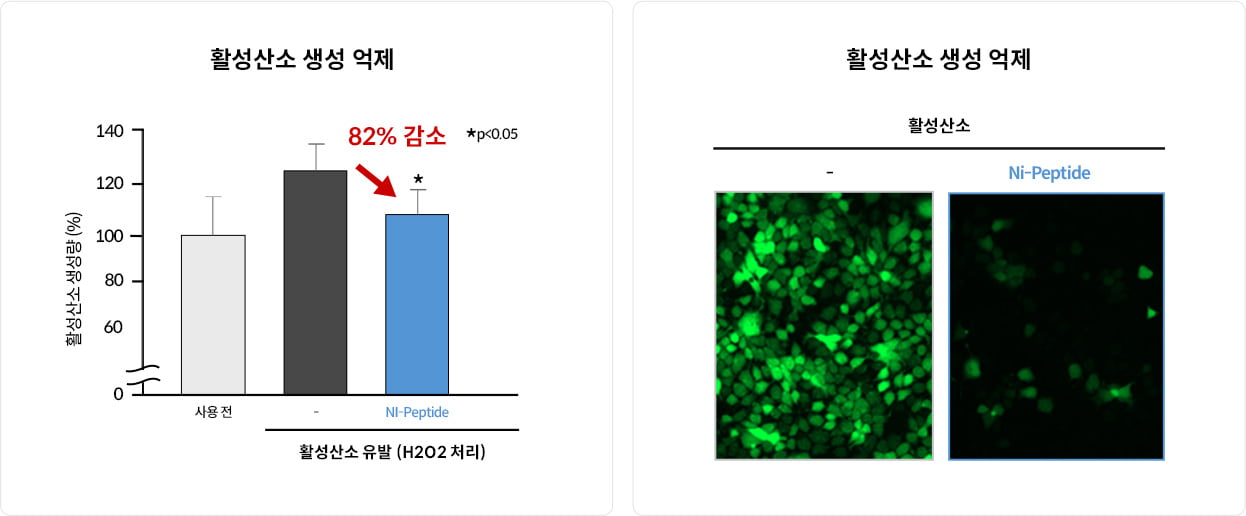 활성산소 생성 억제
82% 감소
*p<0.05
활성산소 생성량 (%)
140
120
100
80
60
0
*
사용 전
-
NI-Peptide
활성산소 유발 (H2O2 처리)
활성산소 생성 억제
활성산소
-
Ni-Peptide